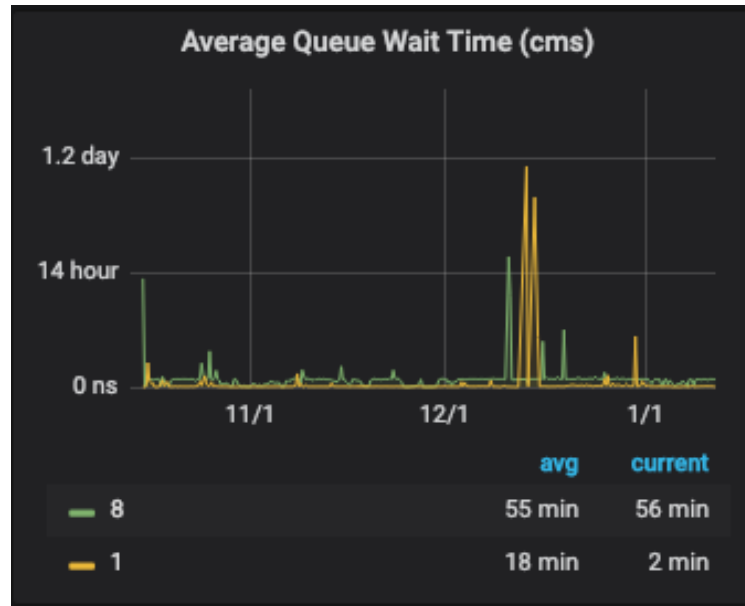 Average Queue Wait Time (cms)
1.2 day
14 hour
0 ns
11/1 12/1 1/1
avg current
8 55 min 56 min
1 18 min 2 min